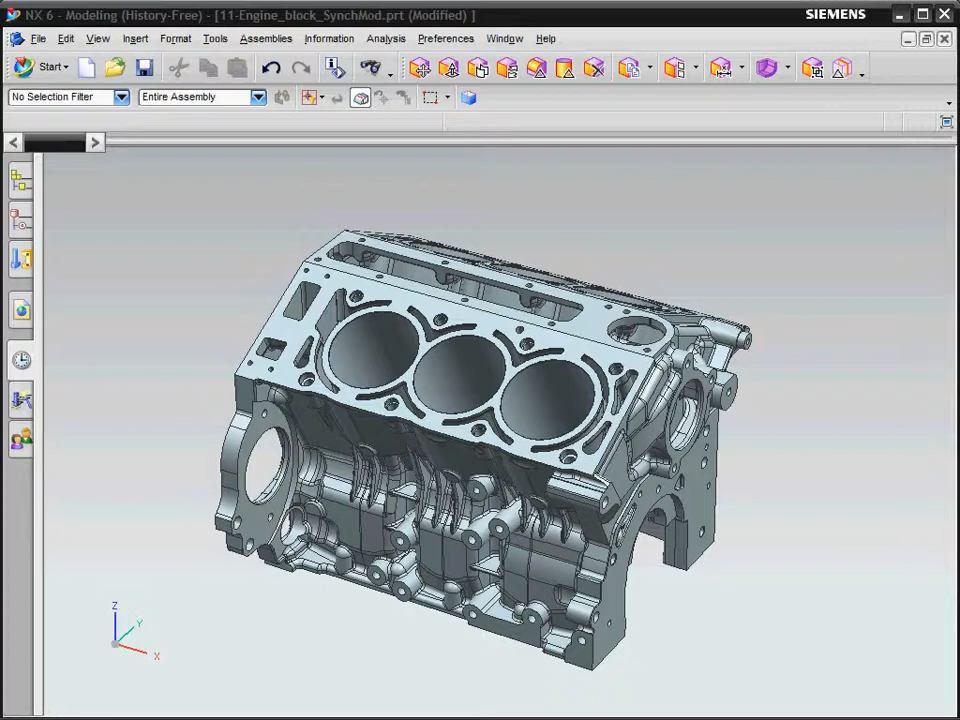 NX 6 - Modeling (History-Free) - [11-Engine_block_SynchMod.prt (Modified) ]
SIEMENS
File Edit View Insert Format Tools Assemblies Information Analysis Preferences Window Help
Start
No Selection Filter Entire Assembly
Z
Y
X